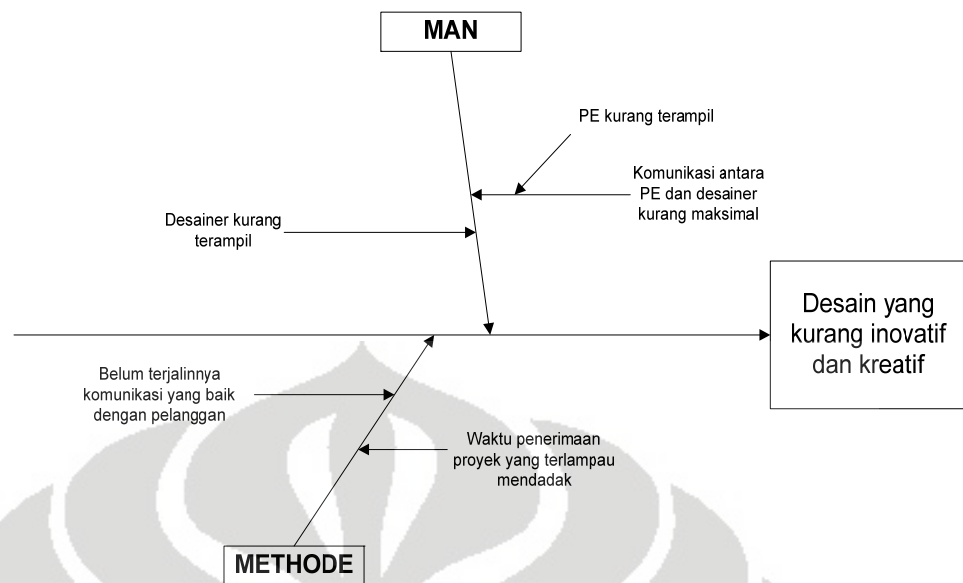 MAN
PE kurang terampil
Komunikasi antara
PE dan desainer
kurang maksimal
Desainer kurang
terampil
Desain yang
kurang inovatif
dan kreatif
Belum terjalinnya
komunikasi yang baik
dengan pelanggan
Waktu penerimaan
proyek yang terlampau
mendadak
METHODE